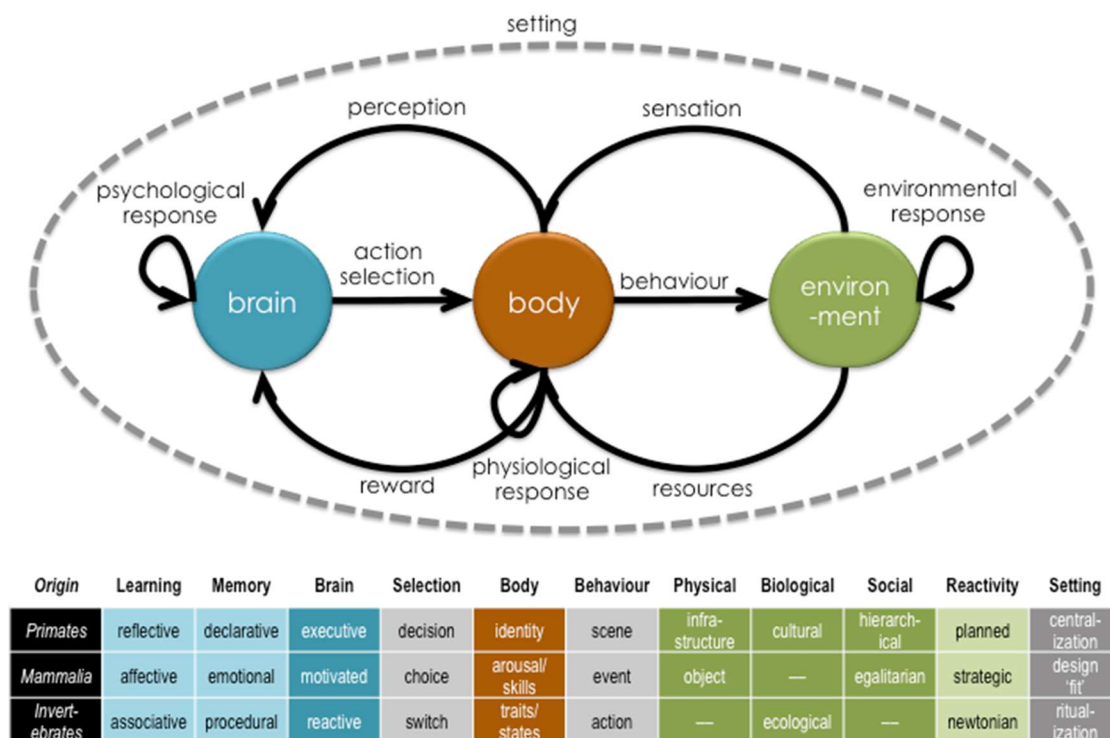 setting
perception
sensation
psychological
response
environmental
response
action
selection
behaviour
brain
body
environ
-ment
reward
physiological
response
resources
Origin Learning Memory Brain Selection Body Behaviour Physical Biological Social Reactivity Setting
Primates reflective declarative executive decision identity scene infra-
structure cultural hierarch-
ical planned central-
ization
Mammalia affective emotional motivated choice arousal/
skills event object — egalitarian strategic design
'fit'
Invert-
ebrates associative procedural reactive switch traits/
states action — ecological — newtonian ritual-
ization